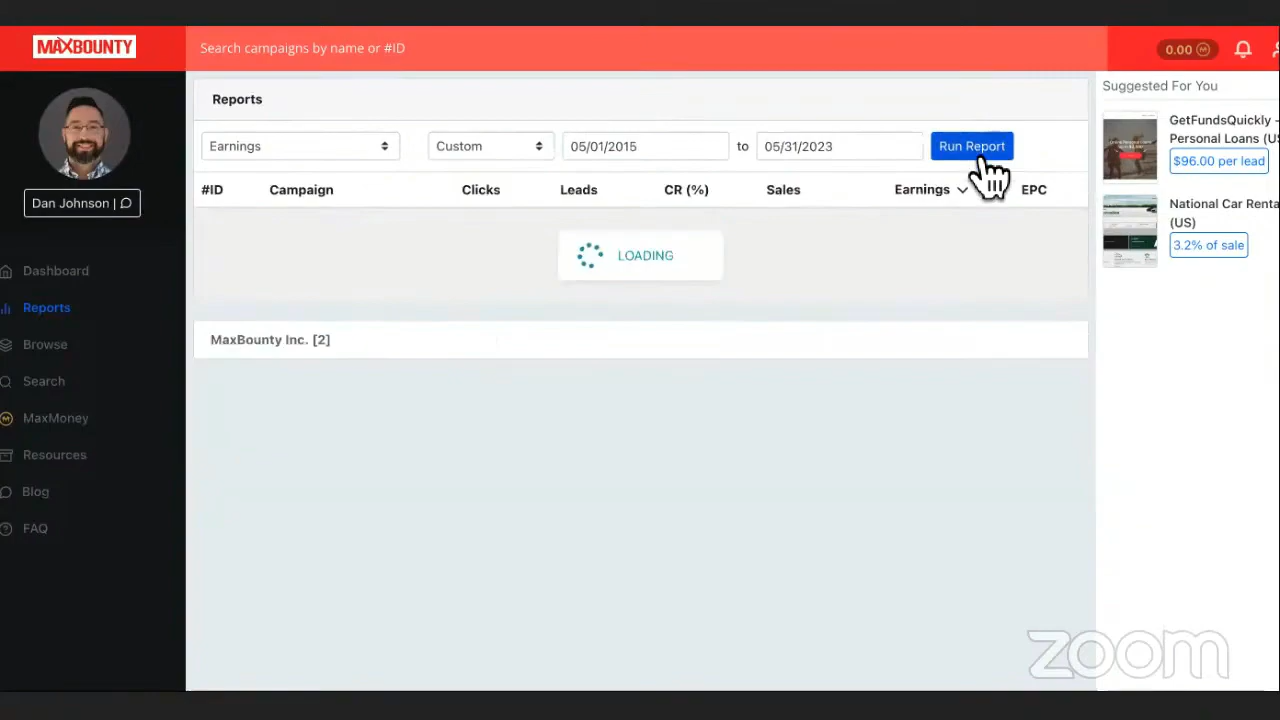 MAXBOUNTY
Search campaigns by name or #ID
0.00
Dan Johnson |
Dashboard
Reports
Browse
Search
MaxMoney
Resources
Blog
FAQ
Reports
Earnings
Custom
05/01/2015
to
05/31/2023
Run Report
#ID Campaign Clicks Leads CR (%) Sales Earnings EPC
LOADING
MaxBounty Inc. [2]
Suggested For You
GetFundsQuickly -
Personal Loans (US
$96.00 per lead
National Car Renta
(US)
3.2% of sale
zoom